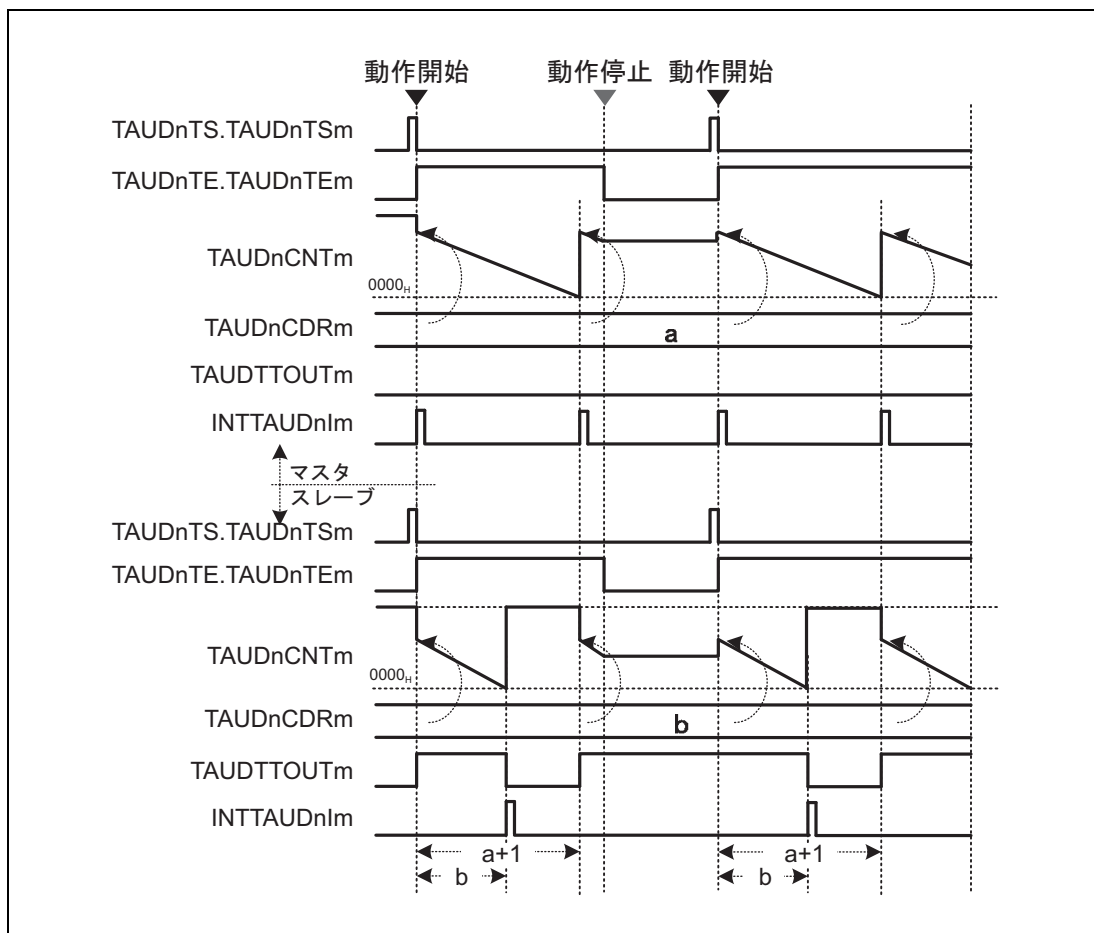 動作開始 動作停止 動作開始
TAUDnTS.TAUDnTSm
TAUDnTE.TAUDnTEm
TAUDnCNTm
0000H
TAUDnCDRm
a
TAUDTTOUTm
INTTAUDnIm
マスタ
スレーブ
TAUDnTS.TAUDnTSm
TAUDnTE.TAUDnTEm
TAUDnCNTm
0000H
TAUDnCDRm
b
TAUDTTOUTm
INTTAUDnIm
a+1 a+1
b b